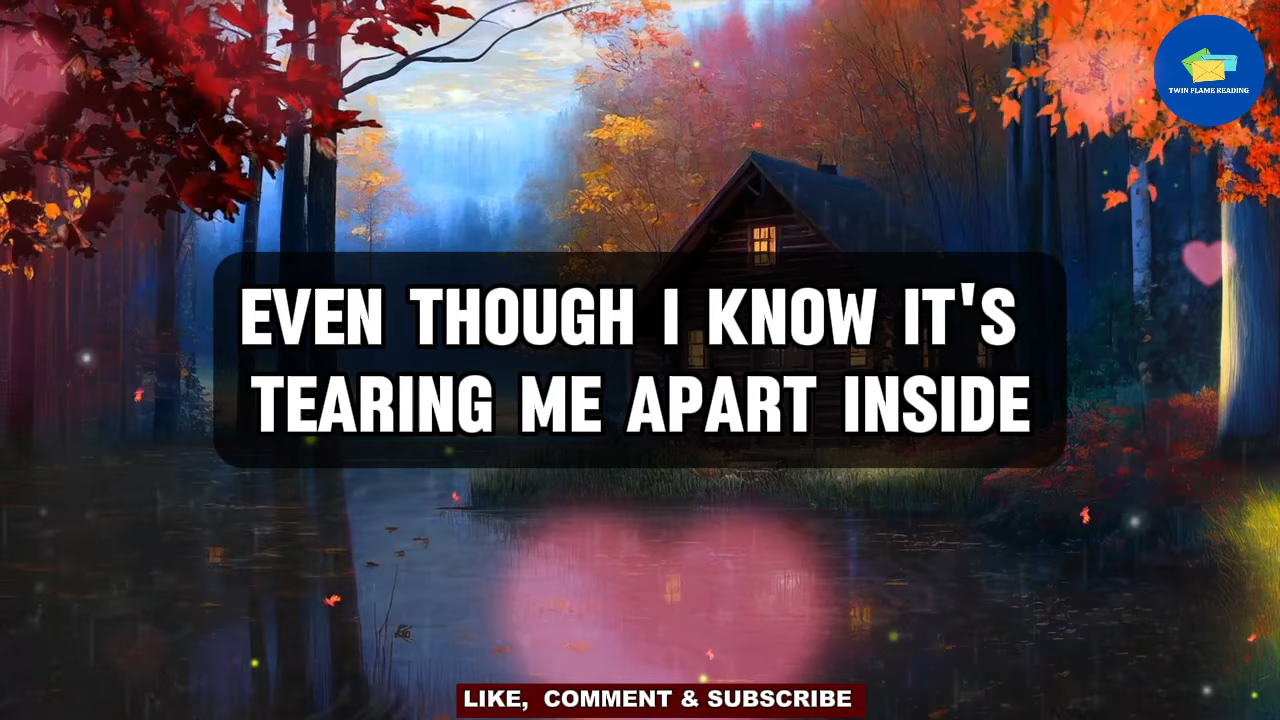 TWIN FLAME READING
EVEN THOUGH I KNOW IT'S
TEARING ME APART INSIDE
LIKE, COMMENT & SUBSCRIBE